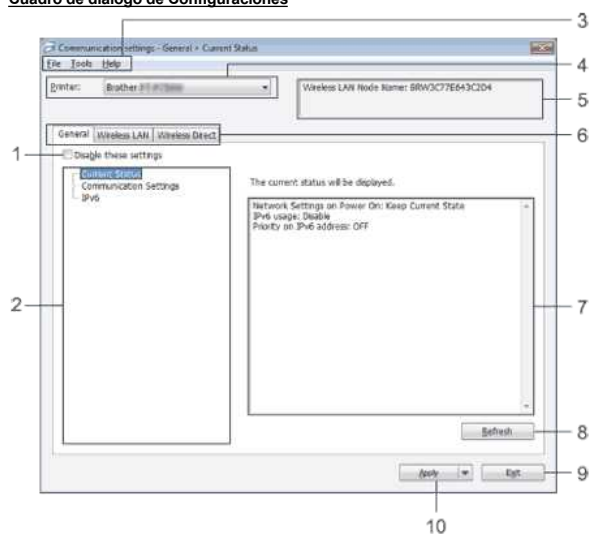 Cuadro de diálogo de Configuraciones
3
Communication settings - General > Current Status
File Tools Help
4
Printer: Brother
Wireless LAN Node Name: BRW3C77E643C2D4
5
General Wireless LAN Wireless Direct
6
1
Disable these settings
Current Status
Communication Settings
IPv6
The current status will be displayed.
Network Settings on Power On: Keep Current State
IPv6 usage: Disable
Priority on IPv6 address: OFF
2
7
Refresh
8
Apply
Exit
9
10